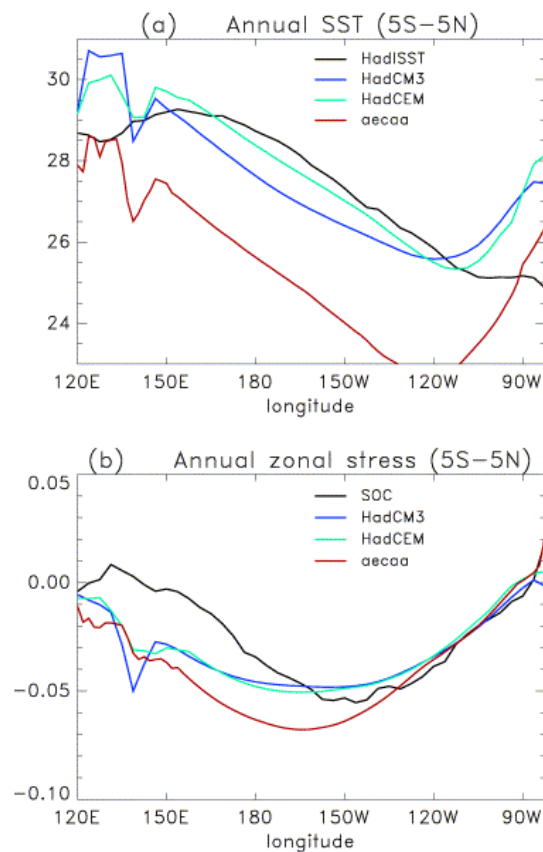 (a) Annual SST (5S-5N)
HadISST
HadCM3
HadCEM
aecaa
30
28
26
24
120E 150E 180 150W 120W 90W
longitude
(b) Annual zonal stress (5S-5N)
0.05
SOC
HadCM3
HadCEM
aecaa
0.00
-0.05
-0.10
120E 150E 180 150W 120W 90W
longitude